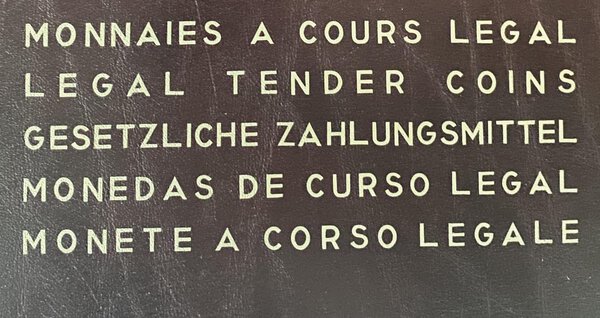 MONNAIES A COURS LEGAL
LEGAL TENDER COINS
GESETZLICHE ZAHLUNGSMITTEL
MONEDAS DE CURSO LEGAL
MONETE A CORSO LEGALE